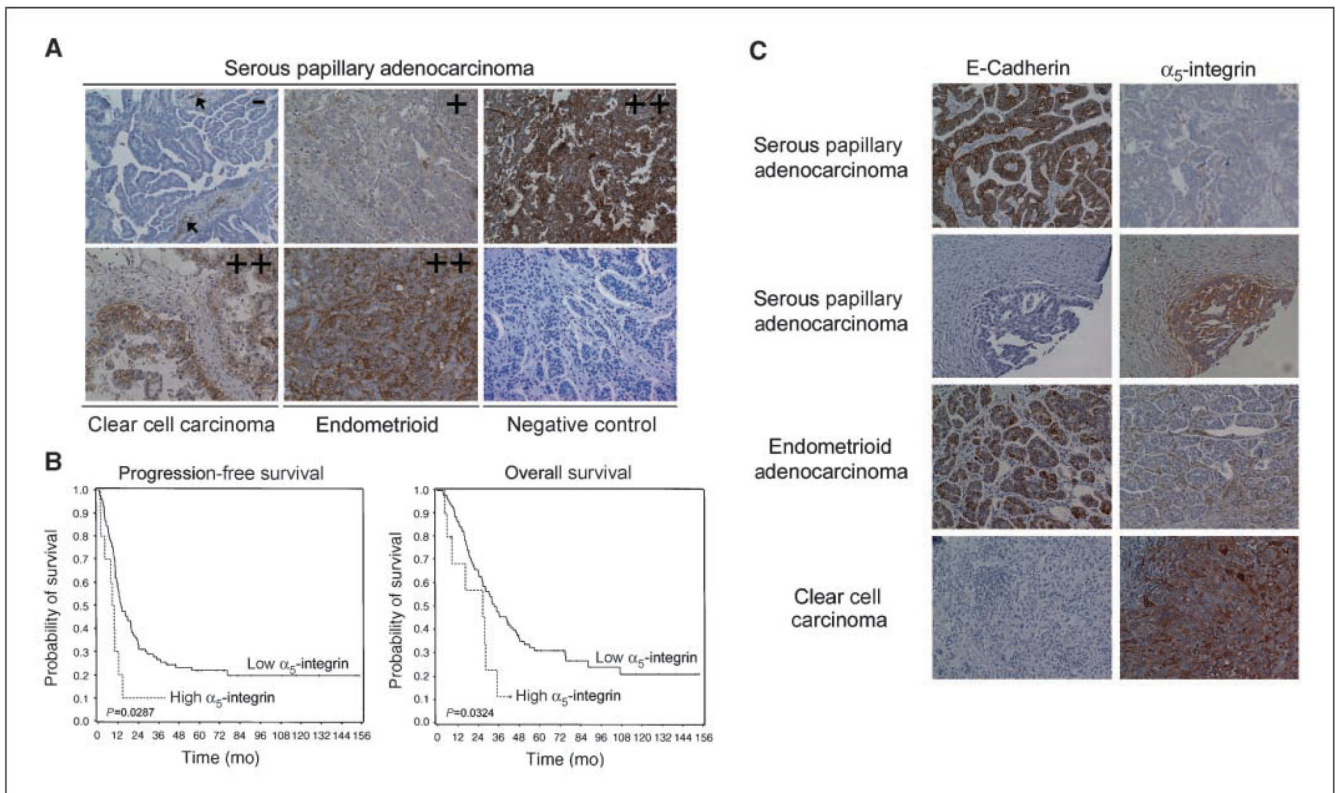 A
Serous papillary adenocarcinoma
- + ++
++ ++
Clear cell carcinoma Endometrioid Negative control
B
Progression-free survival
Probability of survival
1.0
0.9
0.8
0.7
0.6
0.5
0.4
0.3
0.2
0.1
0.0
Low α5-integrin
High α5-integrin
P=0.0287
0 12 24 36 48 60 72 84 96 108 120 132 144 156
Time (mo)
Overall survival
Probability of survival
1.0
0.9
0.8
0.7
0.6
0.5
0.4
0.3
0.2
0.1
0.0
Low α5-integrin
High α5-integrin
P=0.0324
0 12 24 36 48 60 72 84 96 108 120 132 144 156
Time (mo)
C
E-Cadherin α5-integrin
Serous papillary
adenocarcinoma
Serous papillary
adenocarcinoma
Endometrioid
adenocarcinoma
Clear cell
carcinoma